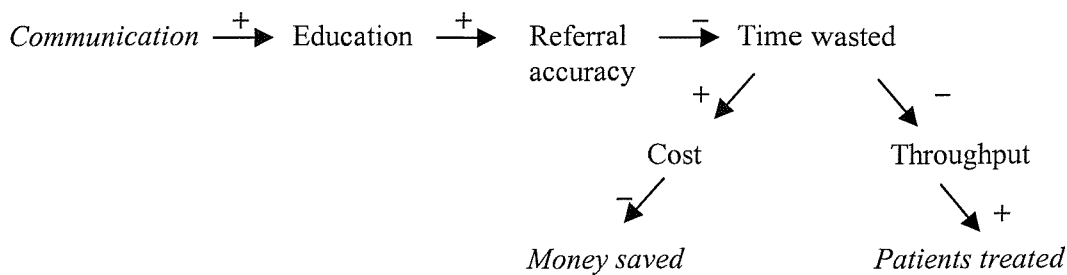 + + −
Communication Education Referral Time wasted
accuracy
+ −
Cost Throughput
− +
Money saved Patients treated